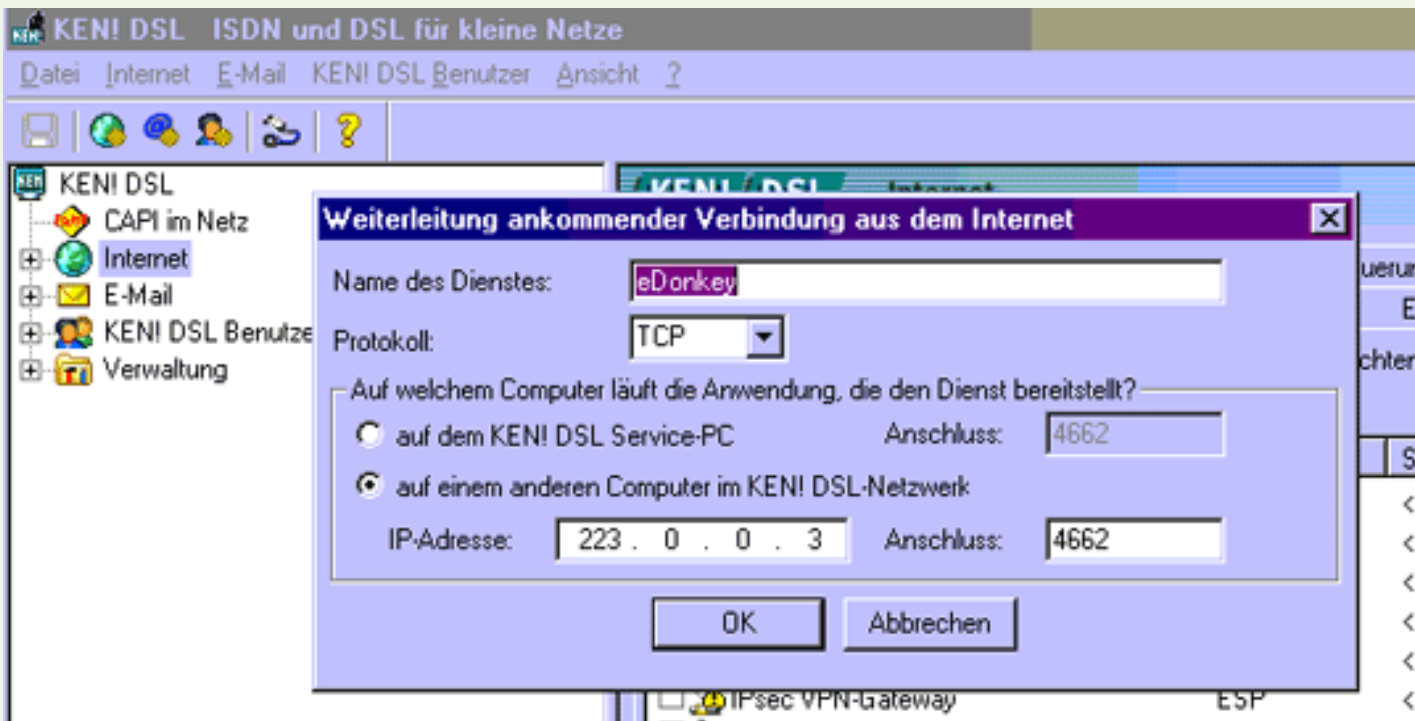 KEN! DSL   ISDN und DSL für kleine Netze
Datei   Internet   E-Mail   KEN! DSL Benutzer   Ansicht   ?
KEN! DSL
CAPI im Netz
Internet
E-Mail
KEN! DSL Benutze
Verwaltung
KEN! DSL   Internet
Weiterleitung ankommender Verbindung aus dem Internet
Name des Dienstes: eDonkey
Protokoll: TCP
Auf welchem Computer läuft die Anwendung, die den Dienst bereitstellt?
auf dem KEN! DSL Service-PC   Anschluss: 4662
auf einem anderen Computer im KEN! DSL-Netzwerk
IP-Adresse: 223 . 0 . 0 . 3   Anschluss: 4662
OK   Abbrechen
IPsec VPN-Gateway   ESP   <